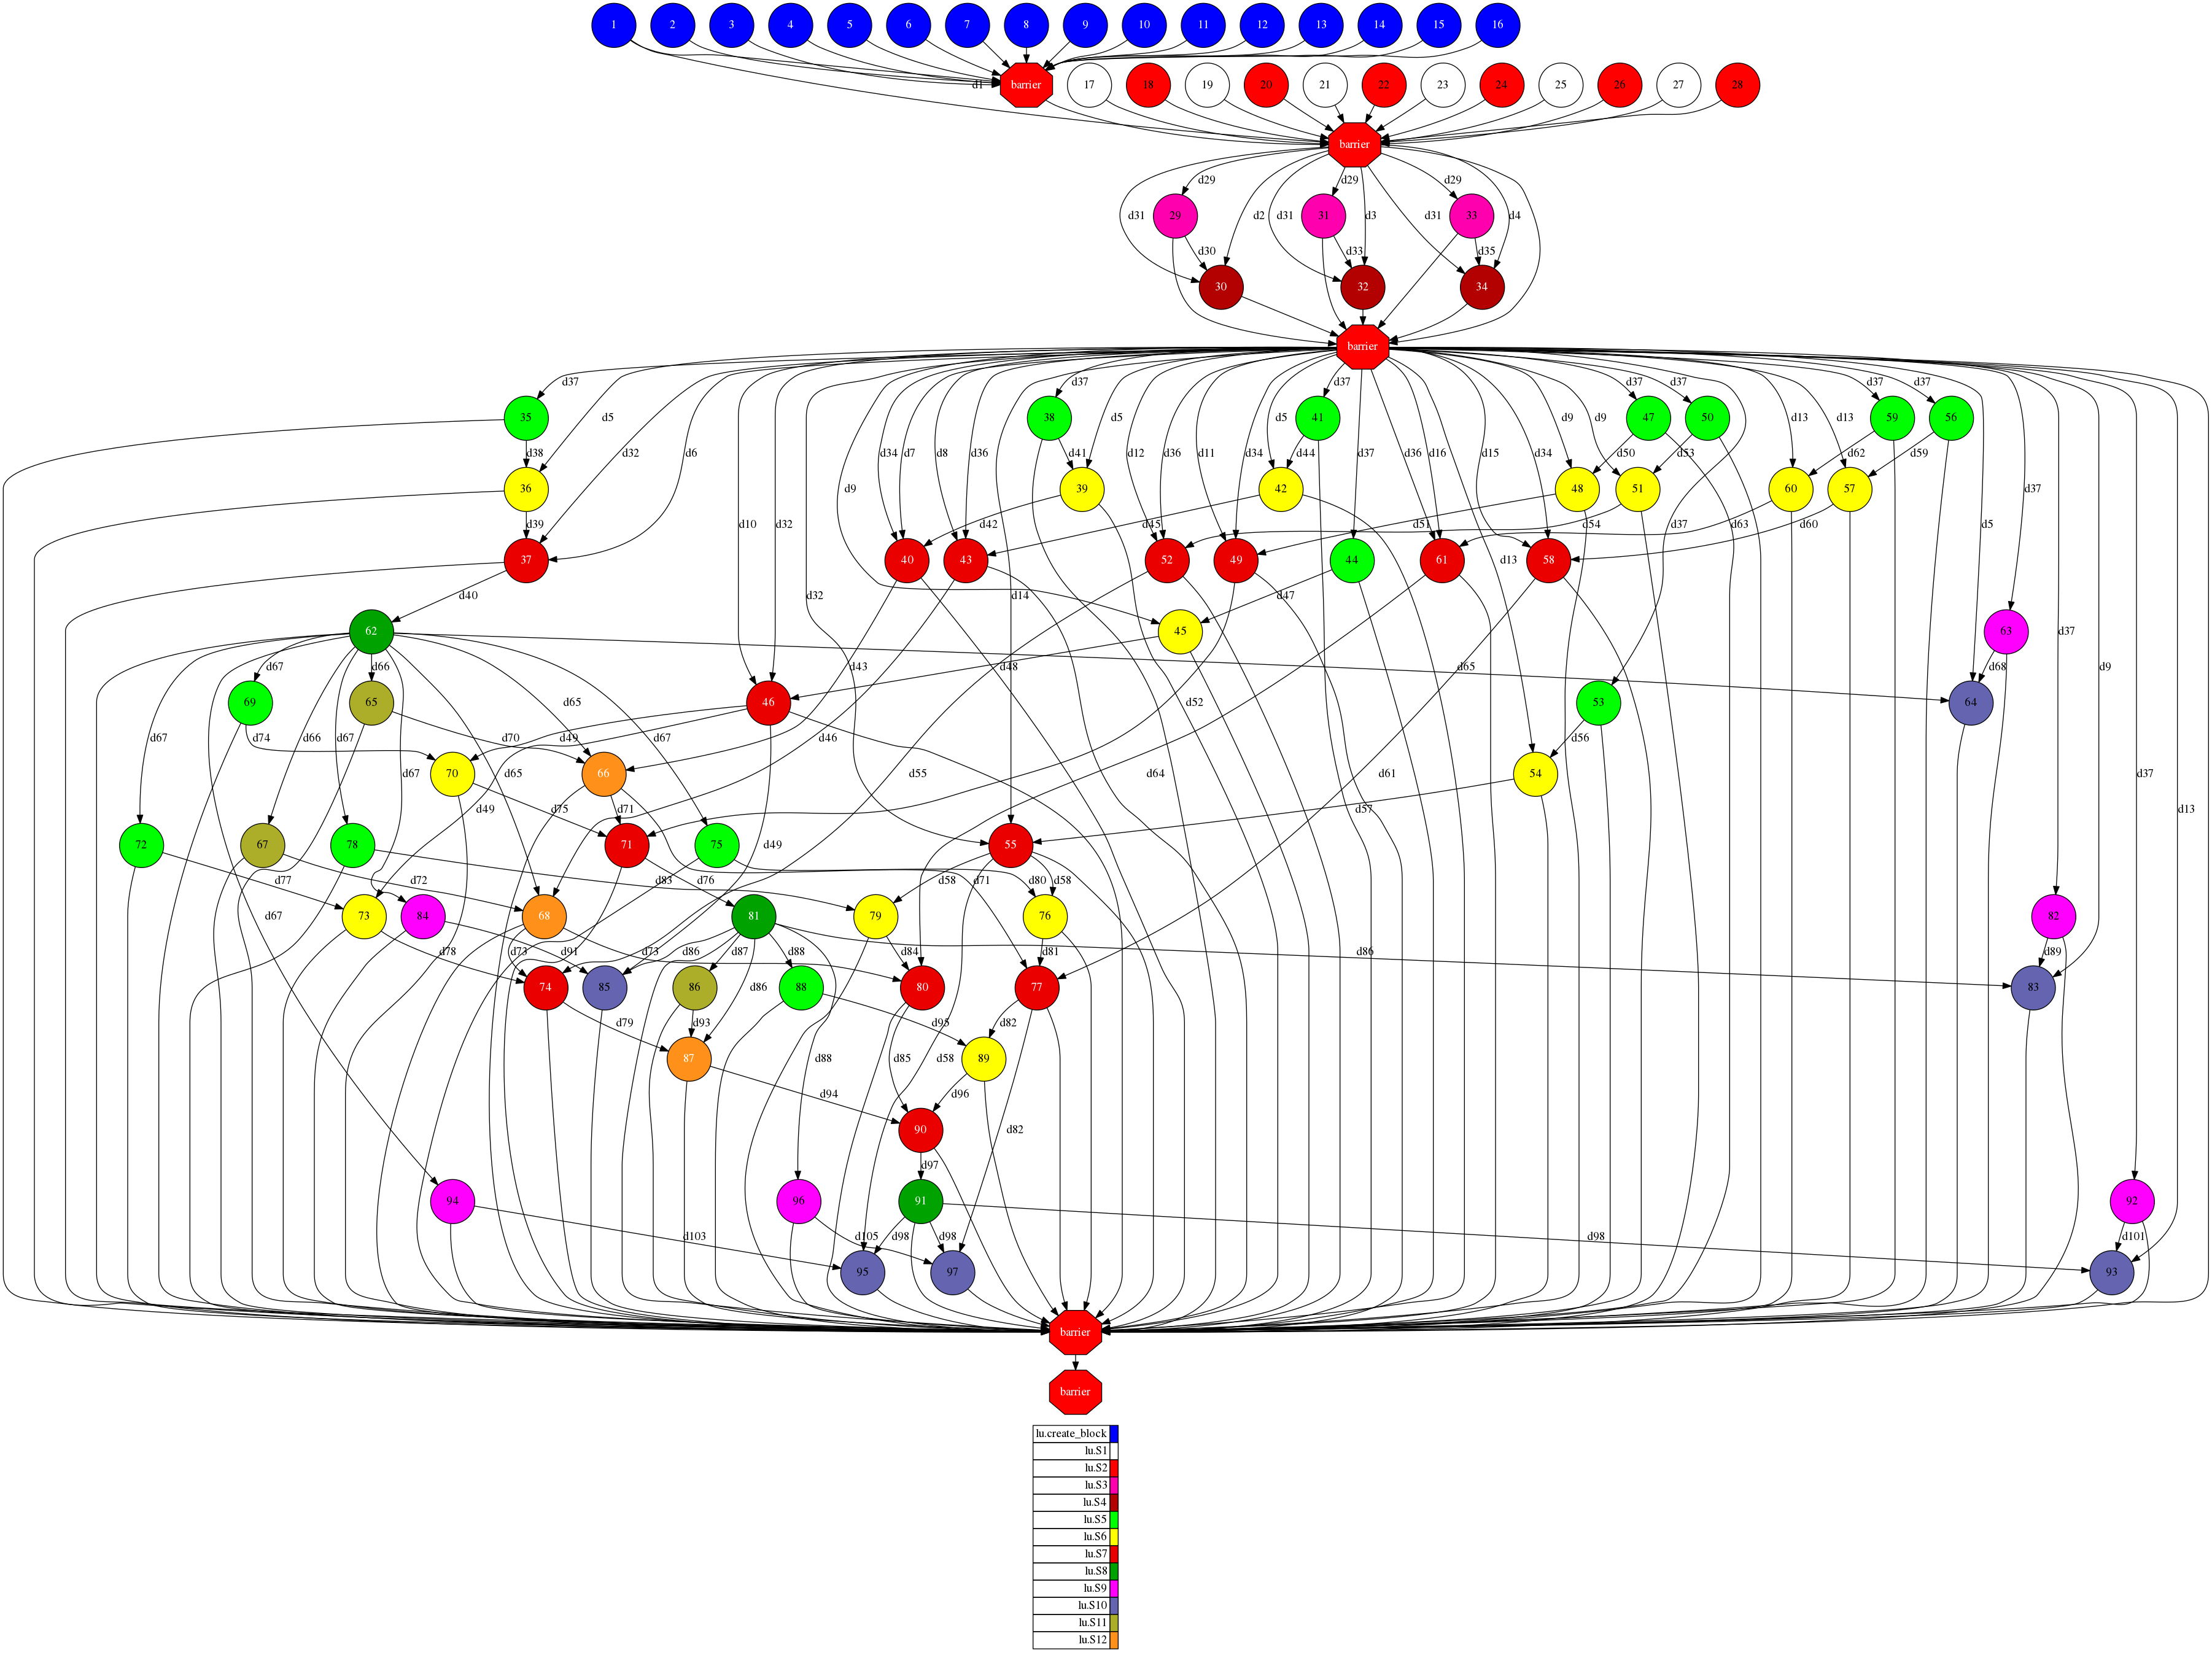 1 2 3 4 5 6 7 8 9 10 11 12 13 14 15 16
d1 barrier 17 18 19 20 21 22 23 24 25 26 27 28
barrier
d29 d29 d29
d31 29 d2 d31 31 d3 d31 33 d4
d30 d33 d35
30 32 34
barrier
d37 d37 d37 d37 d37 d37 d37
35 d5 d32 d6 d34 d7 d8 d36 38 d5 d12 d36 d11 d34 d5 41 d36 d16 d15 d34 d9 d9 47 50 d13 d13 59 56
d38 d41 d44 d37 d50 d53 d62 d59
36 d9 39 42 48 51 60 57 d37
d39 d10 d32 d42 d45 d51 d54 d60 d37 d63 d5
37 40 43 52 49 44 61 58 d13
d40 d32 d14 d47
62 45 63 d37
d67 d66 d43 d48 d65 d68 d9
69 65 d65 46 53 64
d67 d66 d67 d67 d74 d70 d49 d67 d46 d52 d56
70 d65 66 d55 d64 d61 54 d37
d49 d75 d71 d57 d13
72 67 78 71 75 d49 55
d77 d72 d83 d76 d58 d71 d80 d58
d67 73 84 68 81 79 76 82
d78 d73 d91 d73 d86 d87 d88 d84 d81 d86 d89
74 85 86 d86 88 80 77 83
d79 d93 d95 d82
87 d88 d85 d58 89
d94 d96
90 d82
d97
94 96 91 92
d103 d105 d98 d98 d98 d101
95 97 93
barrier
barrier
lu.create_block
lu.S1
lu.S2
lu.S3
lu.S4
lu.S5
lu.S6
lu.S7
lu.S8
lu.S9
lu.S10
lu.S11
lu.S12